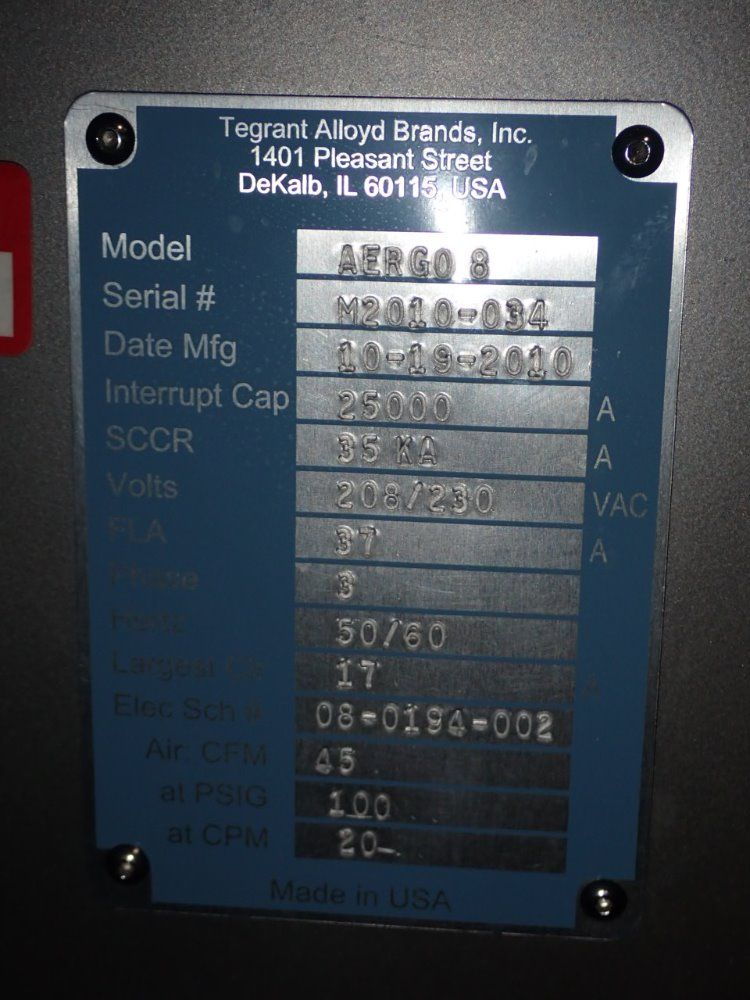 Tegrant Alloyd Brands, Inc.
1401 Pleasant Street
DeKalb, IL 60115, USA
Model AERGO 8
Serial # M2010-034
Date Mfg 10-19-2010
Interrupt Cap 25000 A
SCCR 35 KA A
Volts 208/230 VAC
FLA 37 A
Phase 3
Hertz 50/60
Largest 17 A
Elec Sch # 08-0194-002
Air: CFM 45
at PSIG 100
at CPM 20-
Made in USA